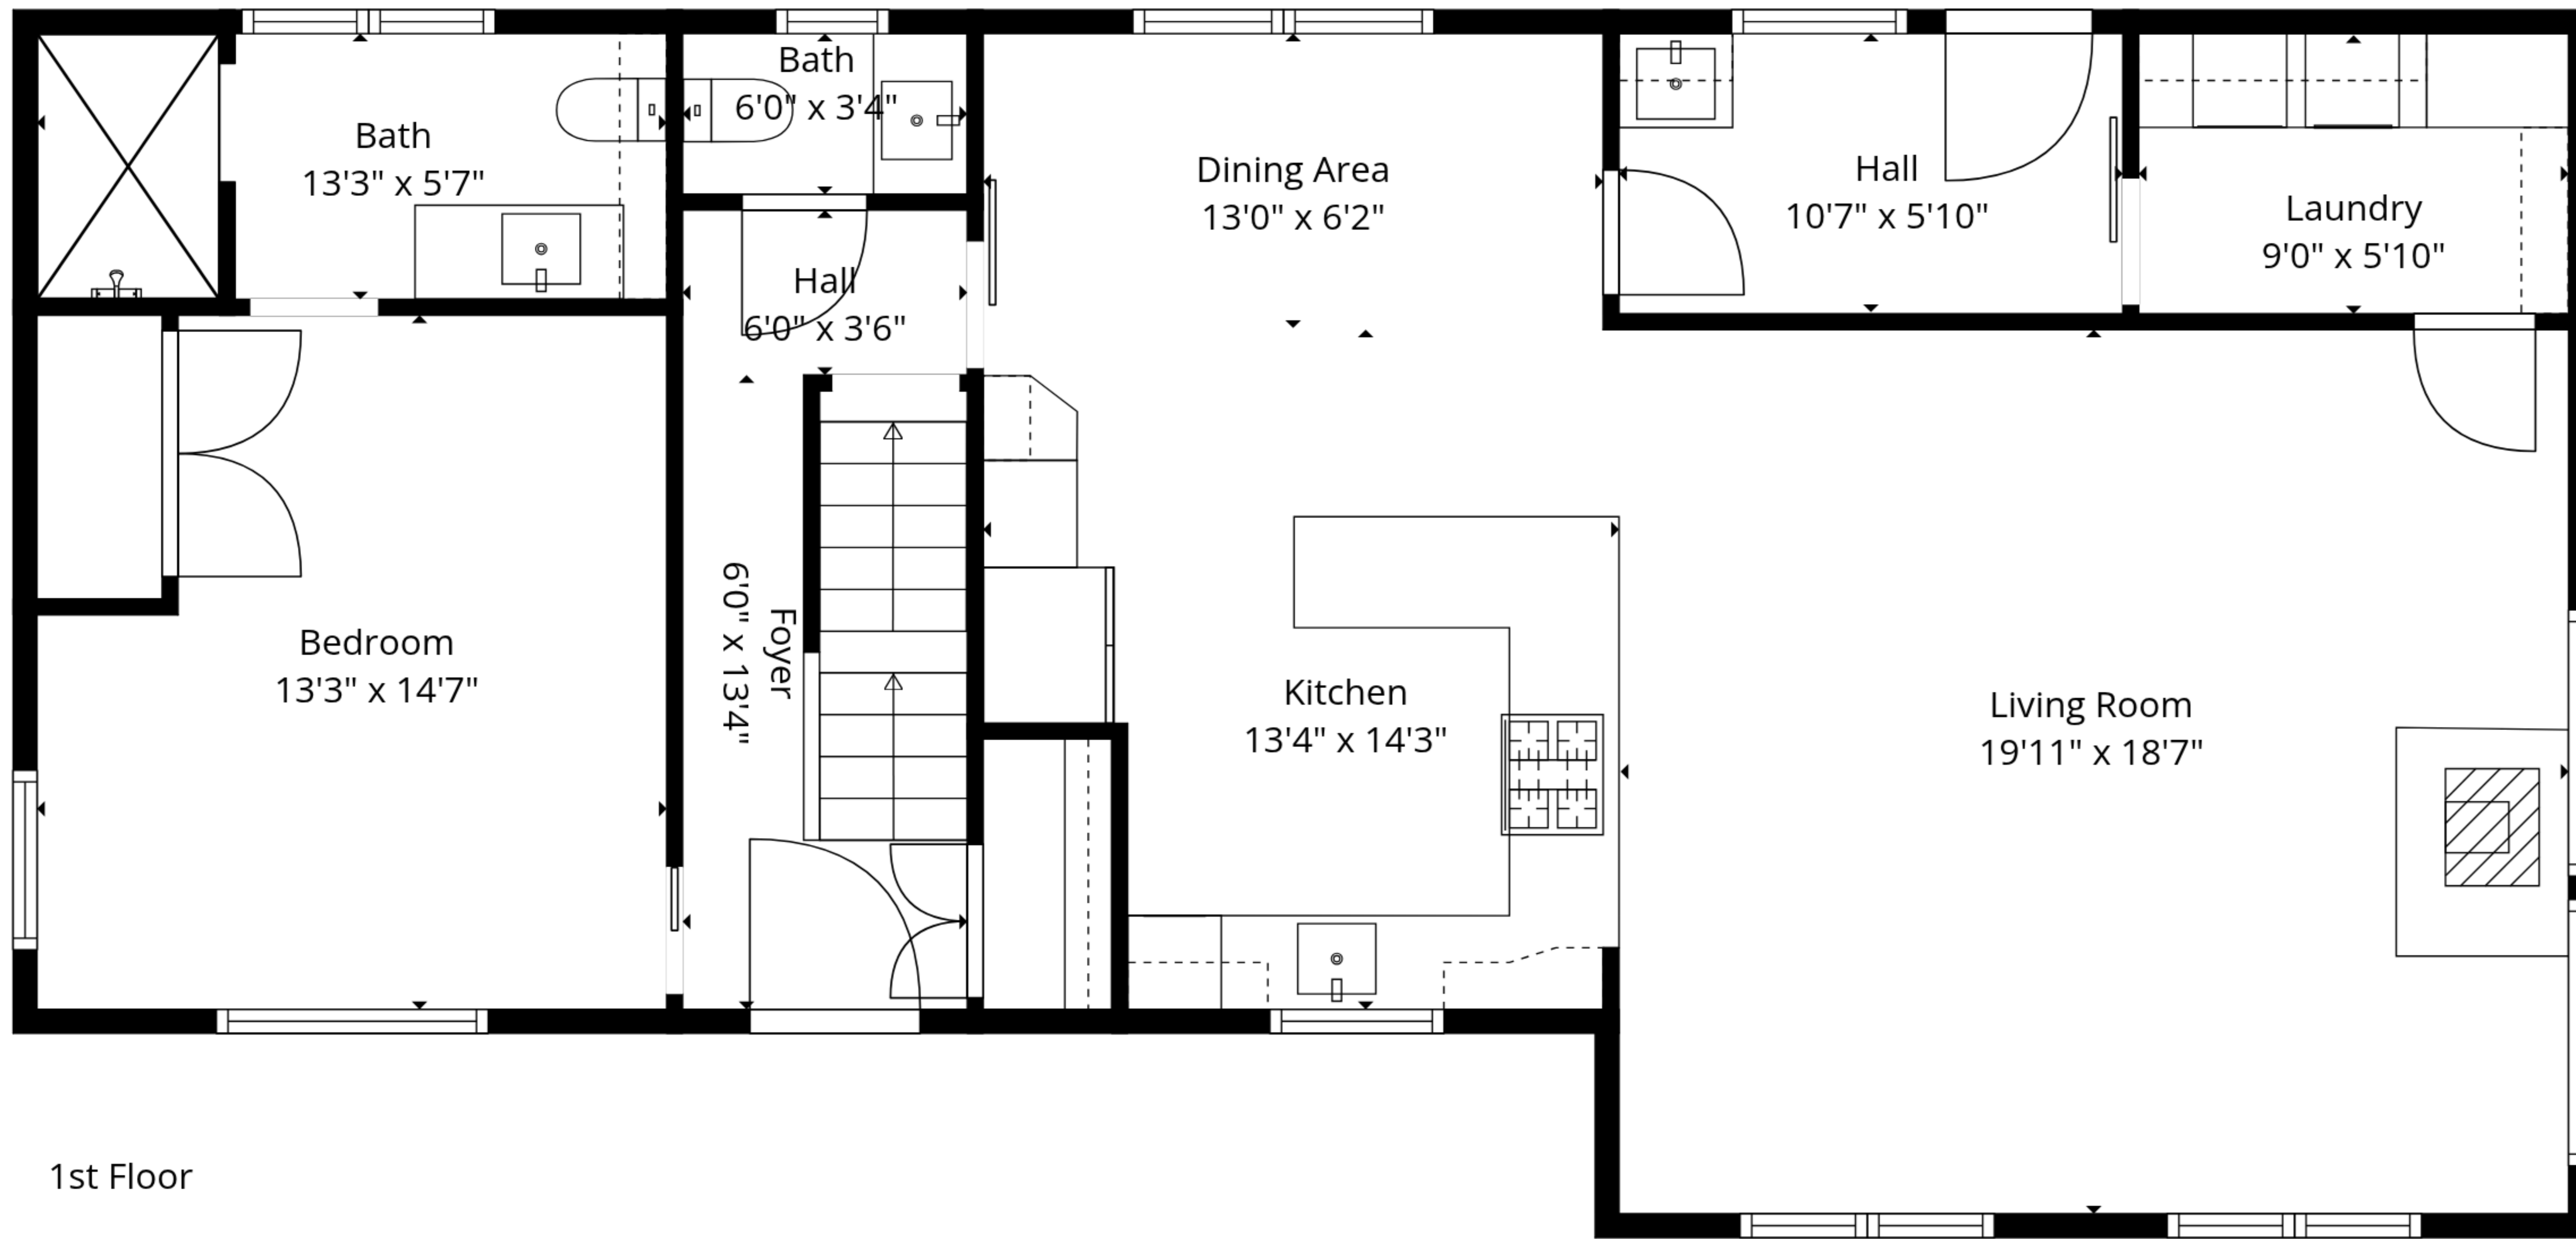 Bath
13'3" x 5'7"
Bath
6'0" x 3'4"
Hall
6'0" x 3'6"
Dining Area
13'0" x 6'2"
Hall
10'7" x 5'10"
Laundry
9'0" x 5'10"
Bedroom
13'3" x 14'7"
Foyer
6'0" x 13'4"
Kitchen
13'4" x 14'3"
Living Room
19'11" x 18'7"
1st Floor